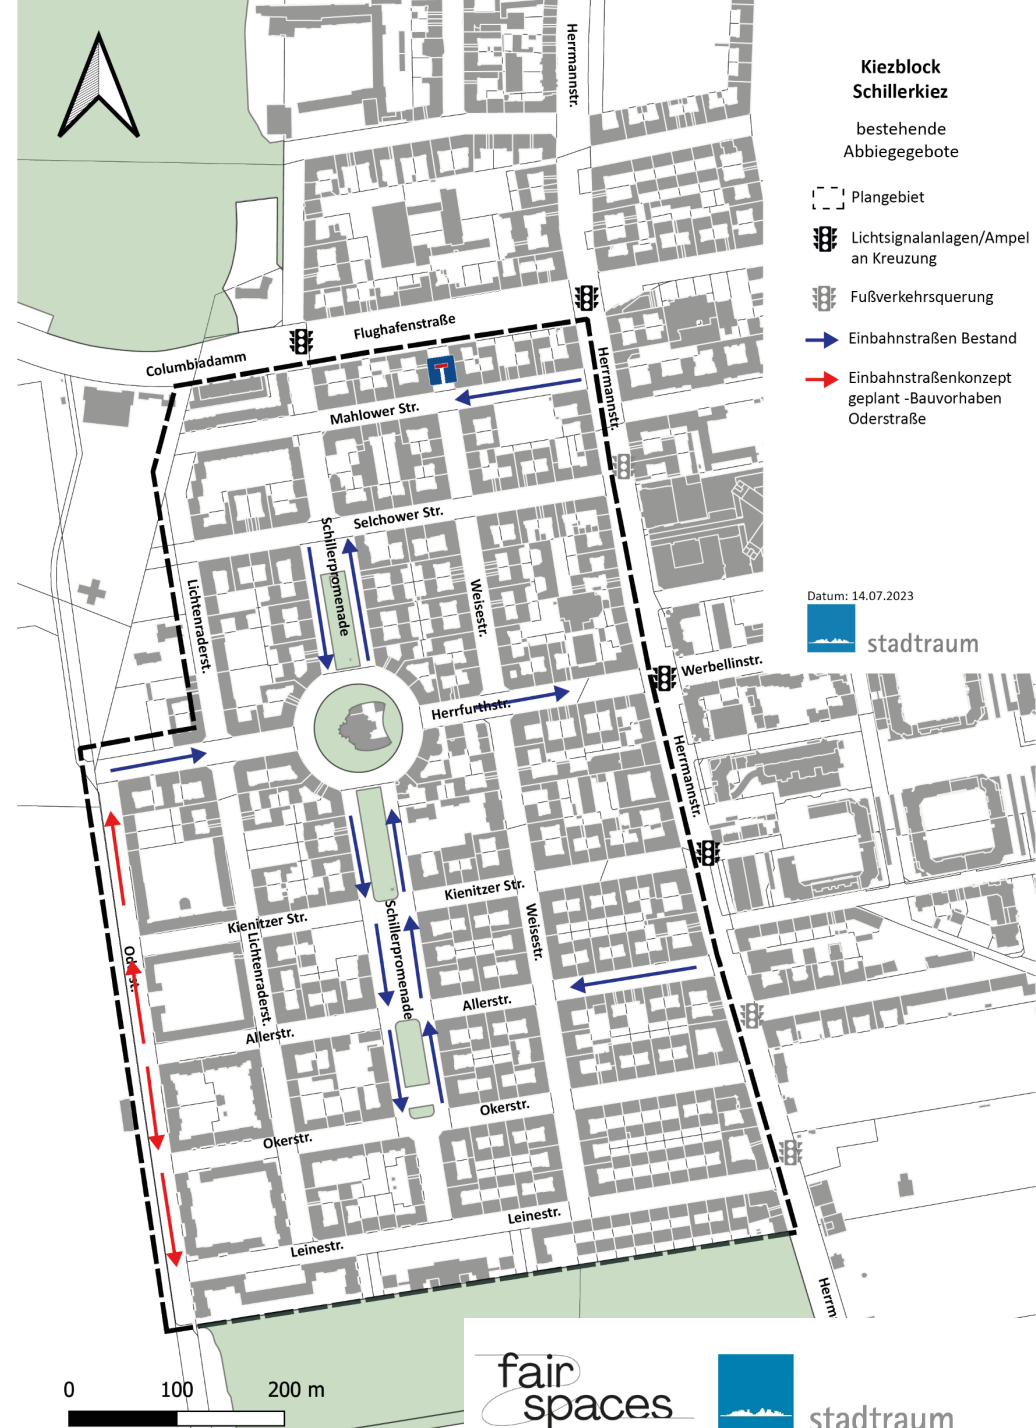 Herrmannstr.
Kiezblock
Schillerkiez
bestehende
Abbiegegebote
Plangebiet
Lichtsignalanlagen/Ampel
an Kreuzung
Fußverkehrsquerung
Einbahnstraßen Bestand
Einbahnstraßenkonzept
geplant -Bauvorhaben
Oderstraße
Flughafenstraße
Columbiadamm
Herrmannstr.
Mahlower Str.
Selchower Str.
Schillerpromenade
Lichtenraderst.
Weisestr.
Datum: 14.07.2023
stadtraum
Werbellinstr.
Herrfurthstr.
Herrmannstr.
Kienitzer Str.
Kienitzer Str.
Schillerpromenade
Weisestr.
Lichtenraderst.
Allerstr.
Allerstr.
Okerstr.
Okerstr.
Leinestr.
Leinestr.
Herrm
0 100 200 m
fair
spaces
stadtraum